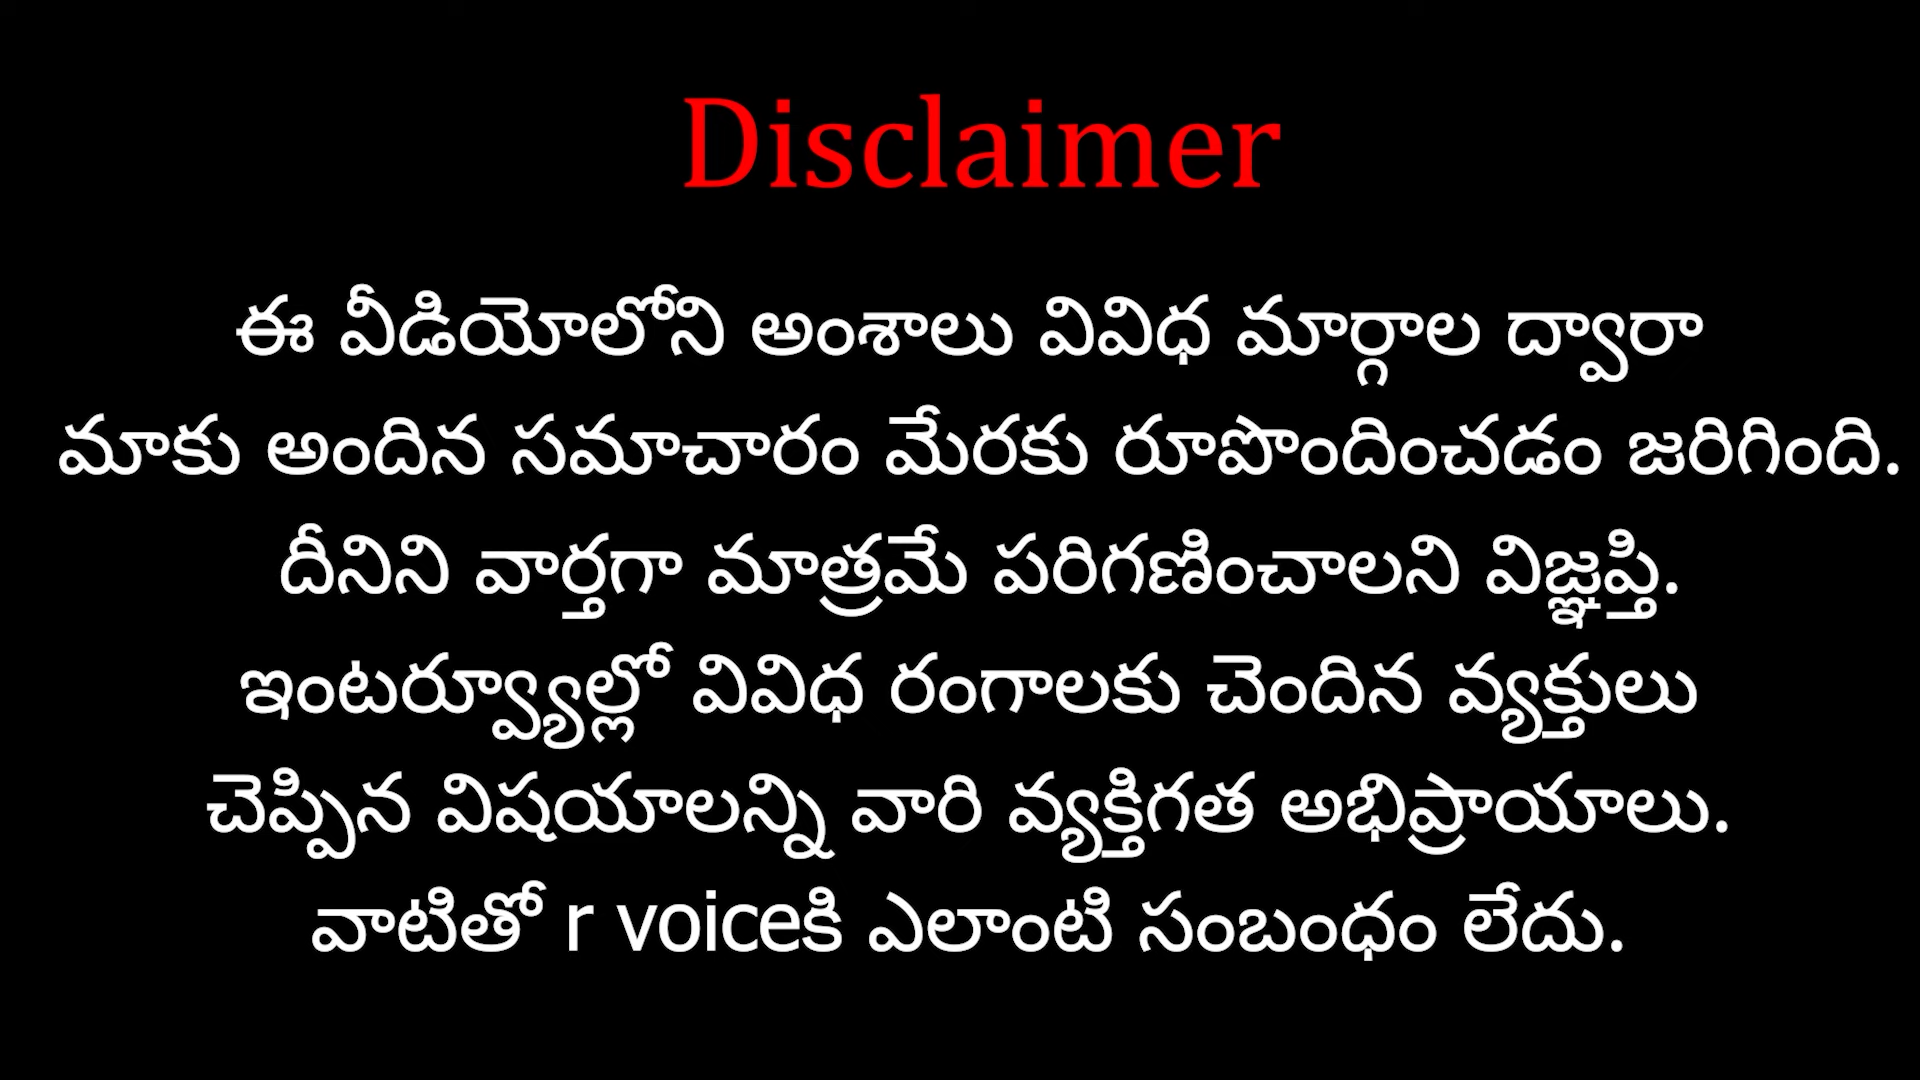 Disclaimer
ఈ వీడియోలోని అంశాలు వివిధ మార్గాల ద్వారా
మాకు అందిన సమాచారం మేరకు రూపొందించడం జరిగింది.
దీనిని వార్తగా మాత్రమే పరిగణించాలని విజ్ఞప్తి.
ఇంటర్వ్యూల్లో వివిధ రంగాలకు చెందిన వ్యక్తులు
చెప్పిన విషయాలన్ని వారి వ్యక్తిగత అభిప్రాయాలు.
వాటితో r voiceకి ఎలాంటి సంబంధం లేదు.